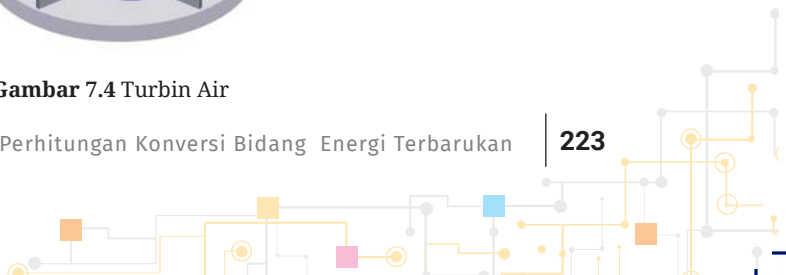 Gambar 7.4 Turbin Air
Perhitungan Konversi Bidang Energi Terbarukan 223